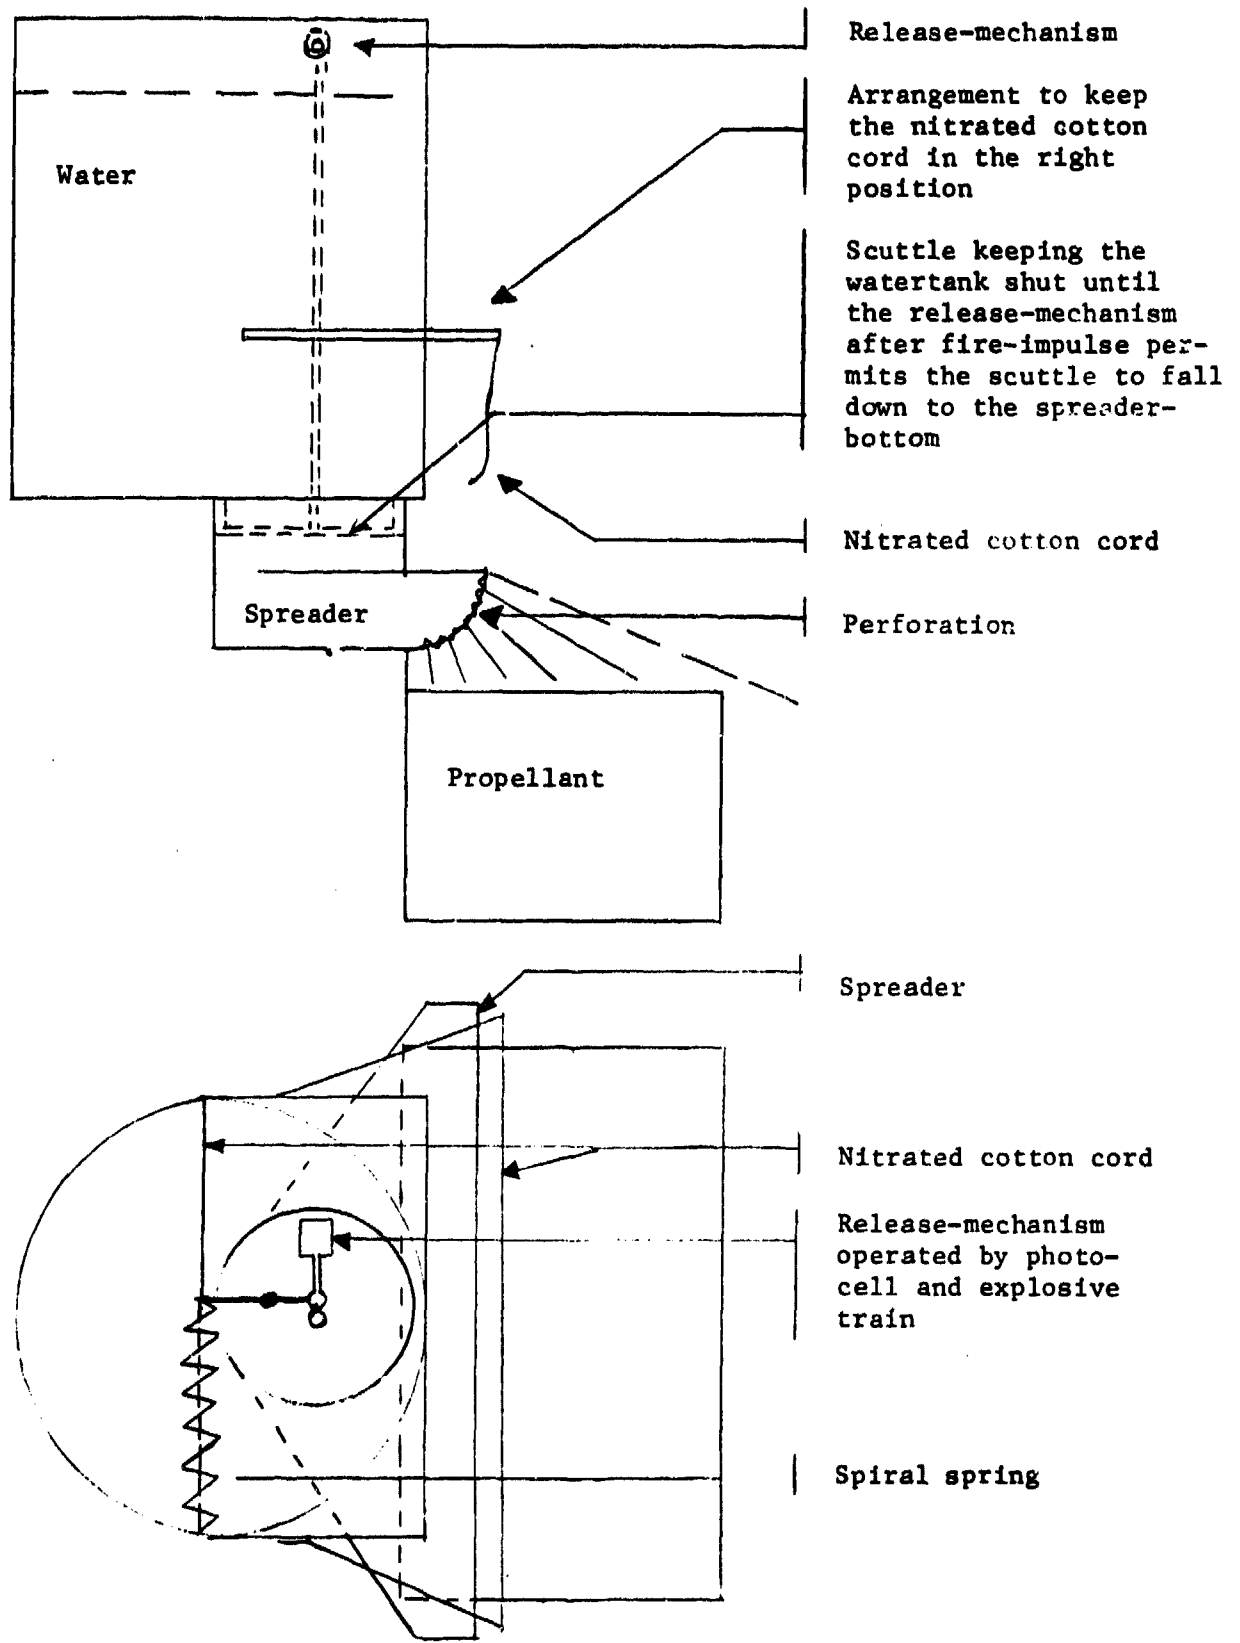 Release-mechanism
Arrangement to keep
the nitrated cotton
cord in the right
position
Water
Scuttle keeping the
watertank shut until
the release-mechanism
after fire-impulse per-
mits the scuttle to fall
down to the spreader-
bottom
Nitrated cotton cord
Spreader
Perforation
Propellant
Spreader
Nitrated cotton cord
Release-mechanism
operated by photo-
cell and explosive
train
Spiral spring